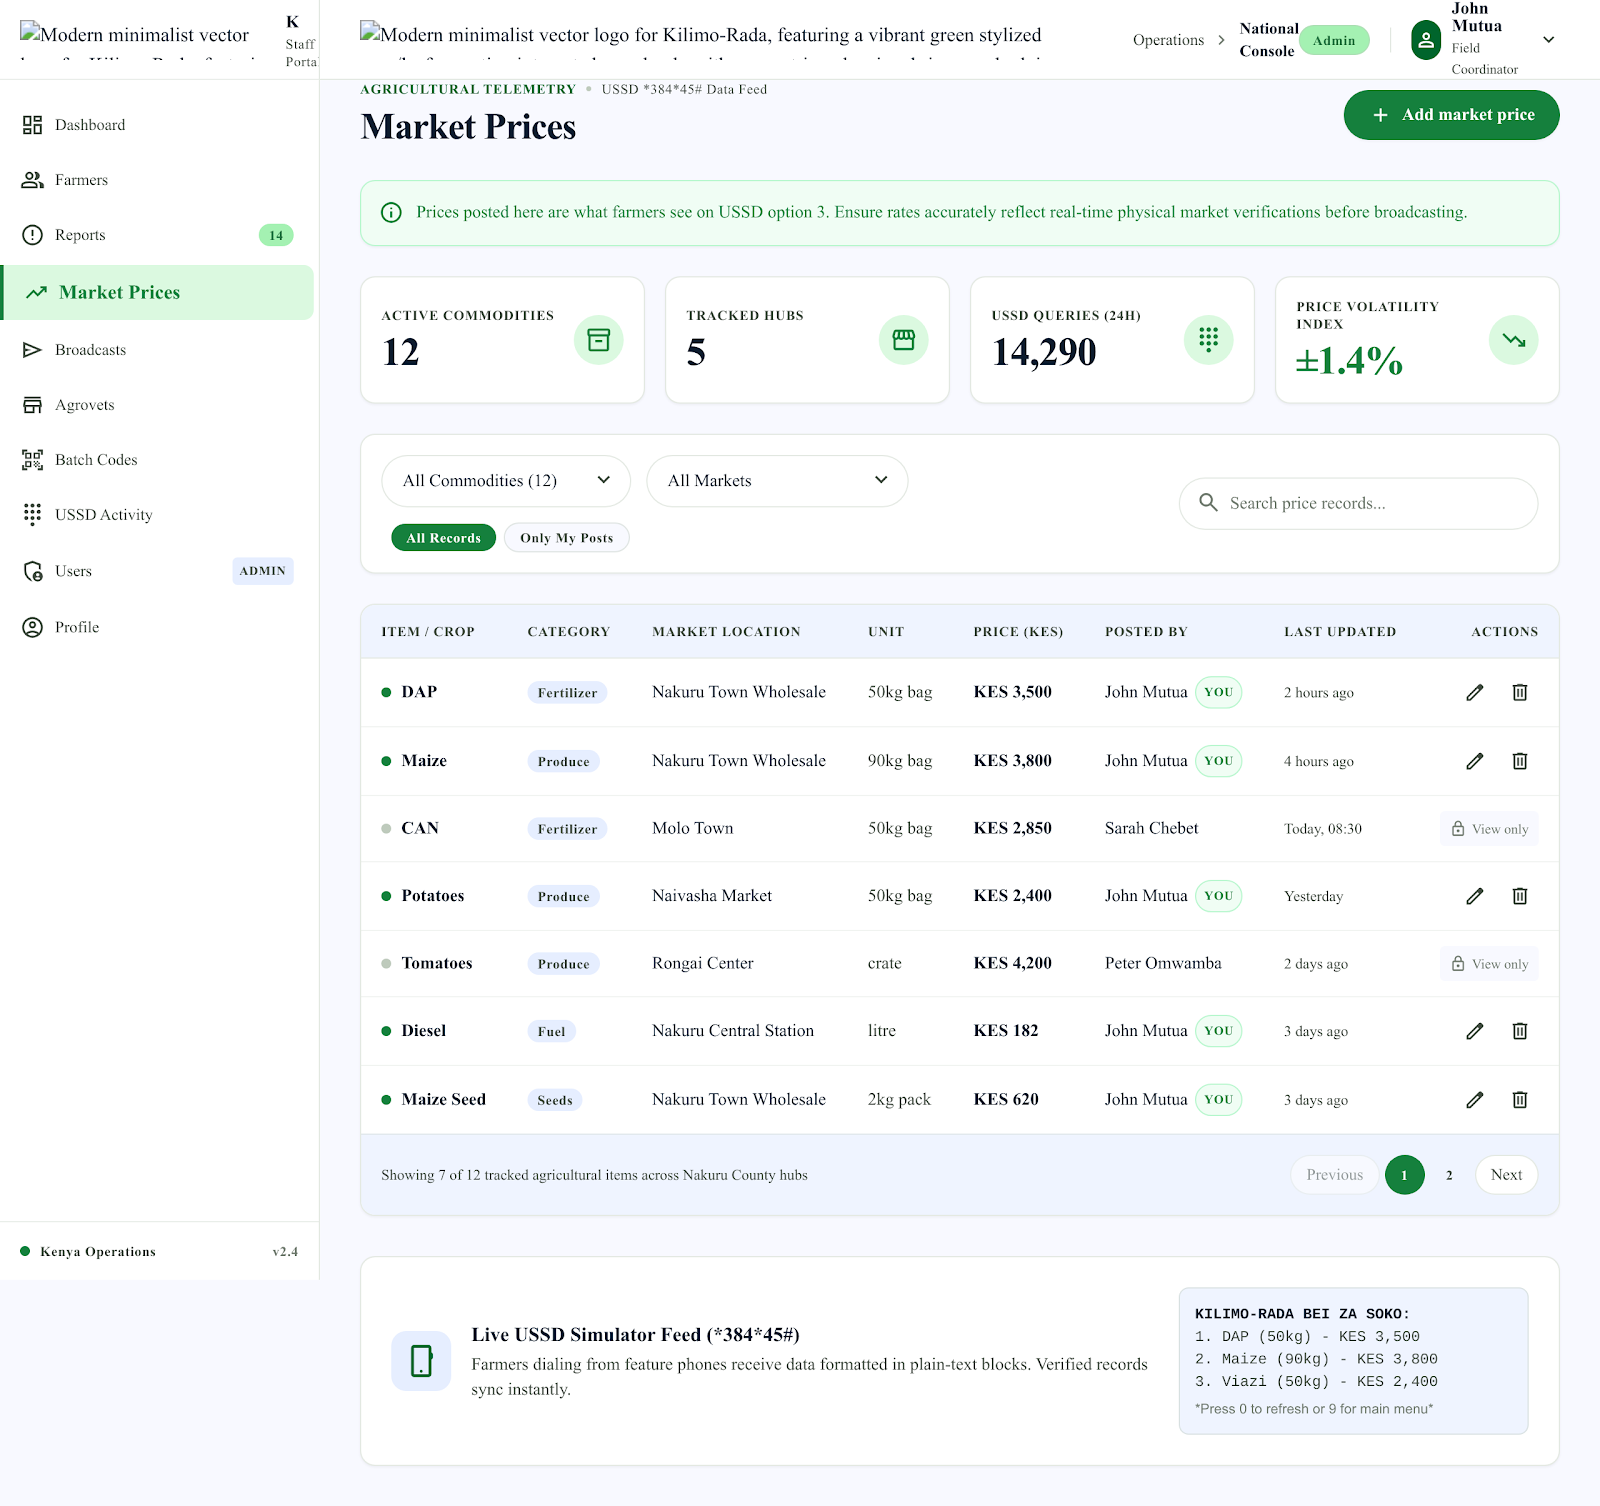 Modern minimalist vector
K
Staff
Portal
Modern minimalist vector logo for Kilimo-Rada, featuring a vibrant green stylized
Operations
National
Console
Admin
John
Mutua
Field
Coordinator
Dashboard
Farmers
Reports 14
Market Prices
Broadcasts
Agrovets
Batch Codes
USSD Activity
Users ADMIN
Profile
Kenya Operations v2.4
AGRICULTURAL TELEMETRY • USSD *384*45# Data Feed
Market Prices
Add market price
Prices posted here are what farmers see on USSD option 3. Ensure rates accurately reflect real-time physical market verifications before broadcasting.
ACTIVE COMMODITIES
12
TRACKED HUBS
5
USSD QUERIES (24H)
14,290
PRICE VOLATILITY
INDEX
±1.4%
All Commodities (12)
All Markets
Search price records...
All Records
Only My Posts
ITEM / CROP CATEGORY MARKET LOCATION UNIT PRICE (KES) POSTED BY LAST UPDATED ACTIONS
DAP Fertilizer Nakuru Town Wholesale 50kg bag KES 3,500 John Mutua YOU 2 hours ago
Maize Produce Nakuru Town Wholesale 90kg bag KES 3,800 John Mutua YOU 4 hours ago
CAN Fertilizer Molo Town 50kg bag KES 2,850 Sarah Chebet Today, 08:30 View only
Potatoes Produce Naivasha Market 50kg bag KES 2,400 John Mutua YOU Yesterday
Tomatoes Produce Rongai Center crate KES 4,200 Peter Omwamba 2 days ago View only
Diesel Fuel Nakuru Central Station litre KES 182 John Mutua YOU 3 days ago
Maize Seed Seeds Nakuru Town Wholesale 2kg pack KES 620 John Mutua YOU 3 days ago
Showing 7 of 12 tracked agricultural items across Nakuru County hubs
Previous 1 2 Next
Live USSD Simulator Feed (*384*45#)
Farmers dialing from feature phones receive data formatted in plain-text blocks. Verified records
sync instantly.
KILIMO-RADA BEI ZA SOKO:
1. DAP (50kg) - KES 3,500
2. Maize (90kg) - KES 3,800
3. Viazi (50kg) - KES 2,400
*Press 0 to refresh or 9 for main menu*